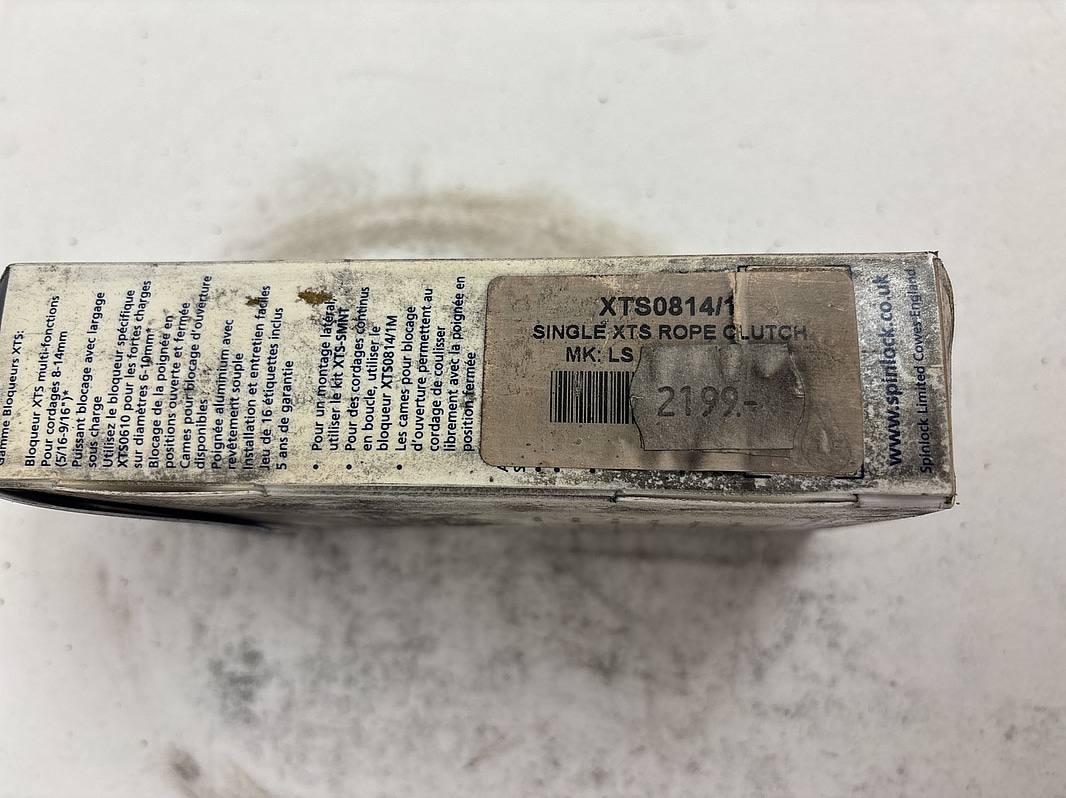 Gamme Bloqueurs XTS:
Bloqueur XTS multi-fonctions
Pour cordages 8-14mm
(5/16-9/16")*
Puissant blocage avec largage
sous charge
Utilisez le bloqueur spécifique
XTS0610 pour les fortes charges
sur diamètres 6-10mm*
Blocage de la poignée en
positions ouverte et fermée
Cames pour blocage d'ouverture
disponibles
Poignée aluminum avec
revêtement souple
Installation et entretien faciles
Jeu de 16 étiquettes inclus
5 ans de garantie
• Pour un montage latéral,
utiliser le kit XTS-SMNT
• Pour des cordages continus
en boucle, utiliser le
bloqueur XTS0814/1M
• Les cames pour blocage
d'ouverture permettent au
cordage de coulisser
librement avec la poignée en
position fermée
XTS0814/1
SINGLE XTS ROPE CLUTCH
MK: LS
2199.-
www.spinlock.co.uk
Spinlock Limited Cowes England